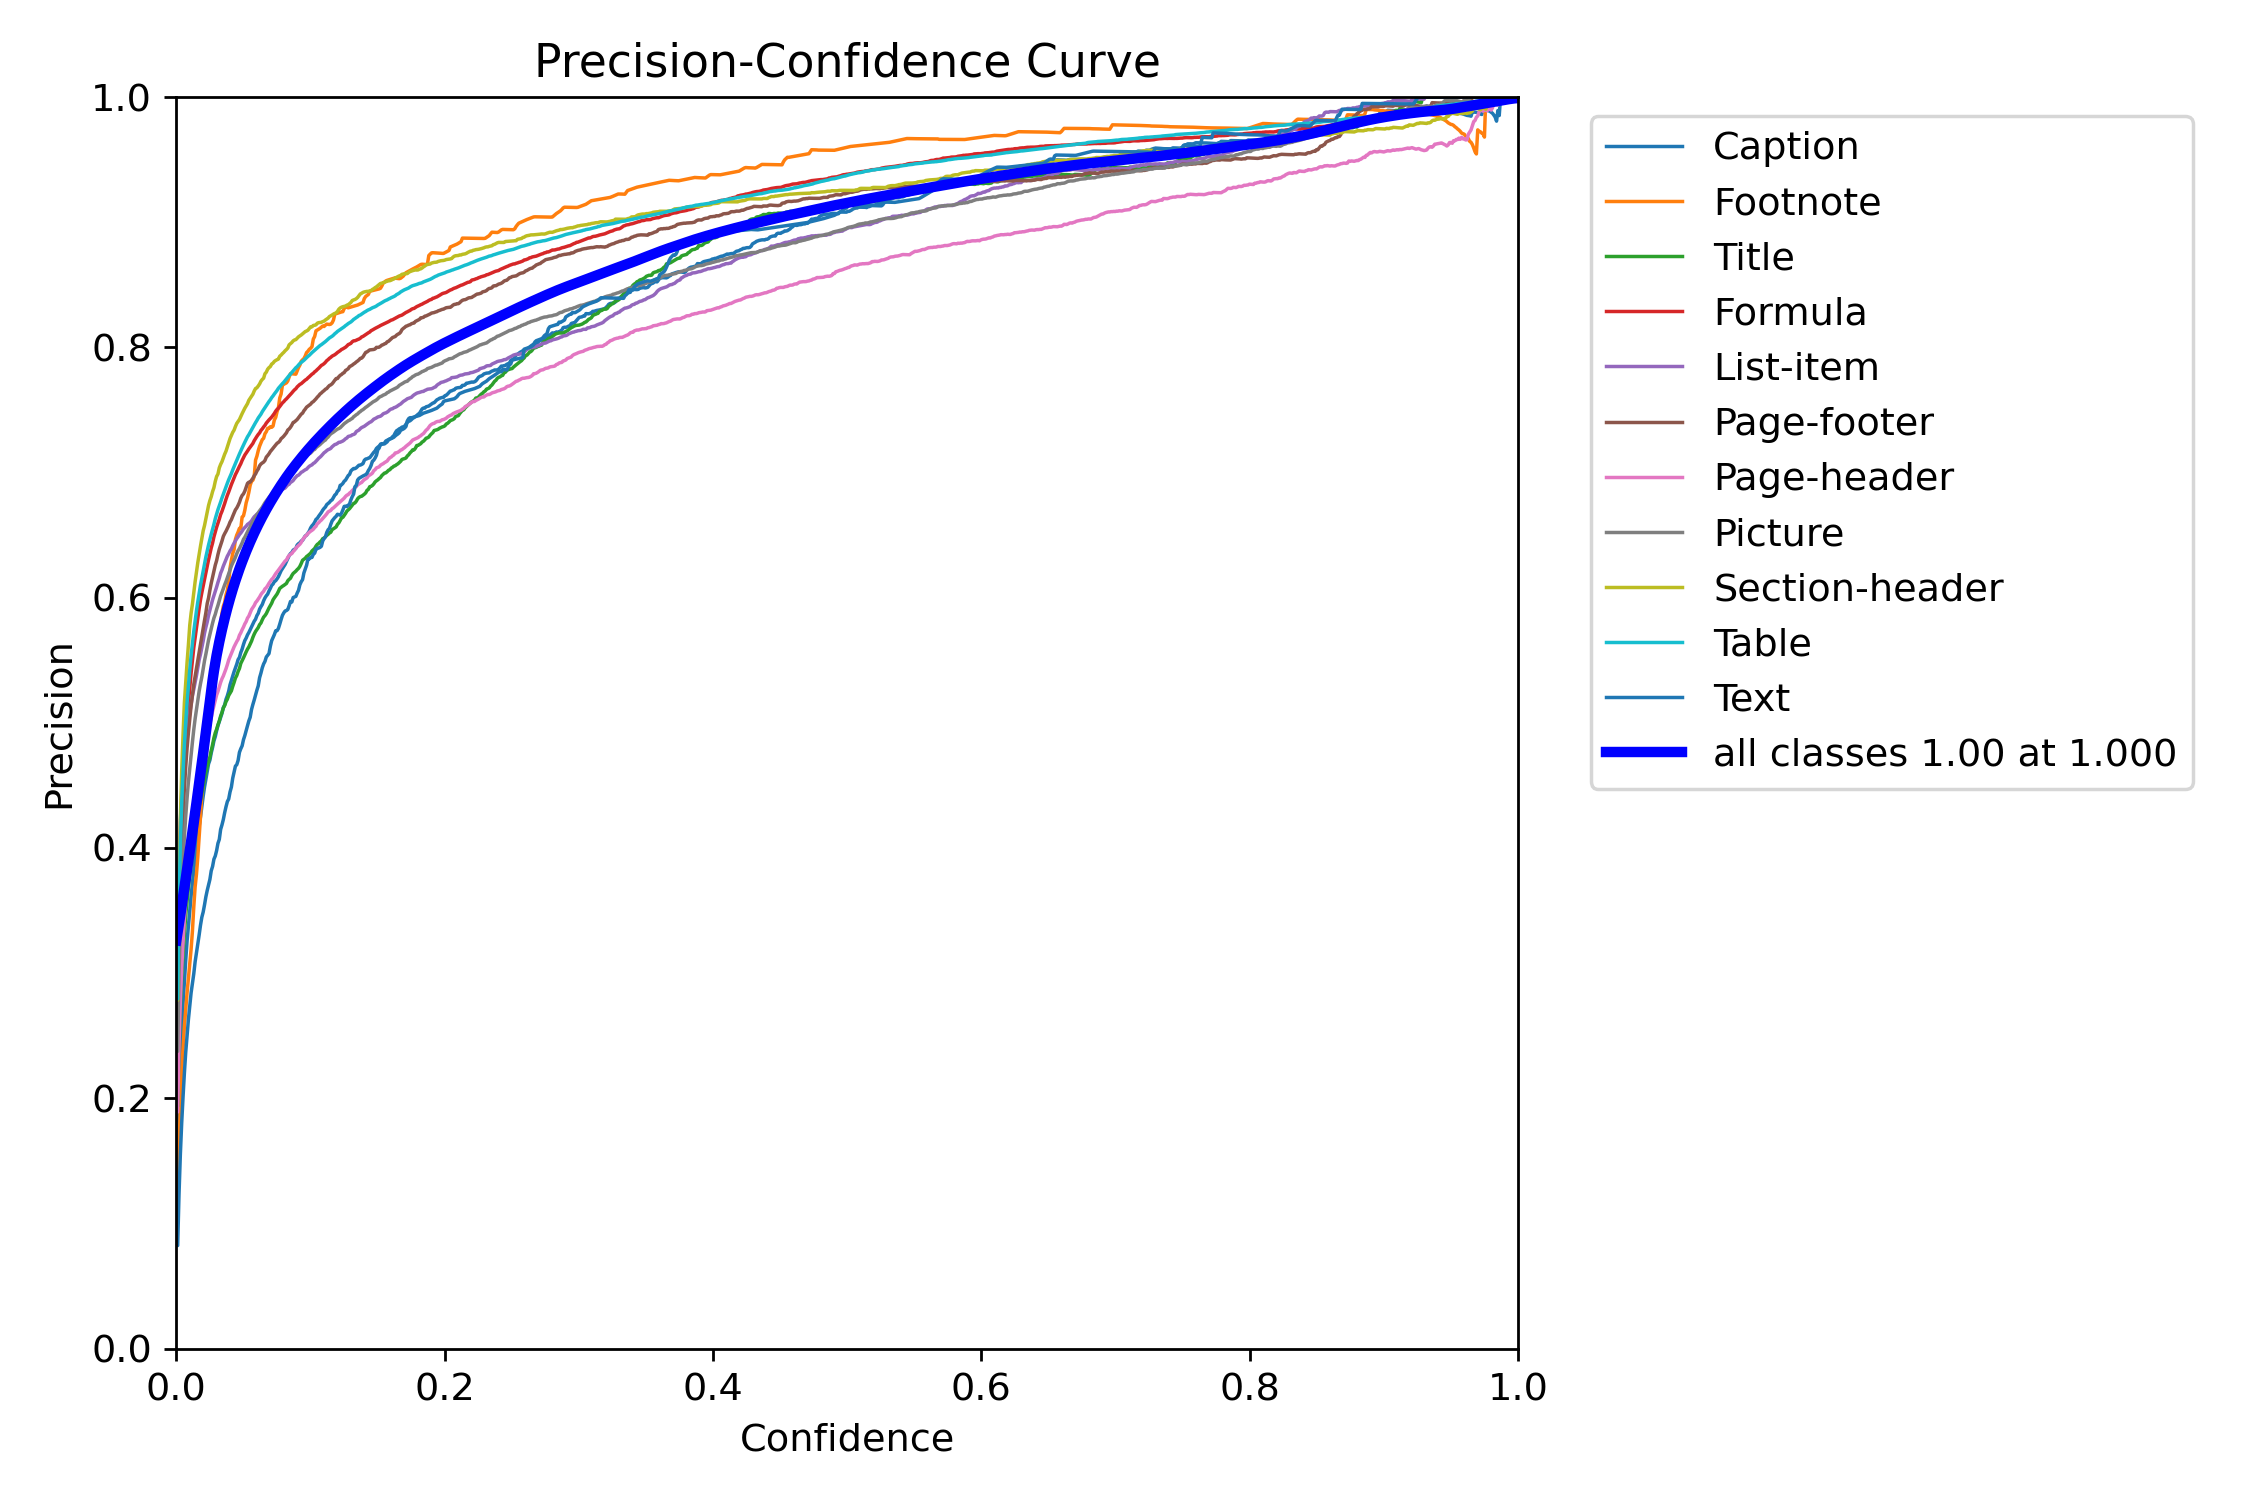 Precision-Confidence Curve
1.0
0.8
0.6
0.4
0.2
0.0
Precision
0.0 0.2 0.4 0.6 0.8 1.0
Confidence
Caption
Footnote
Title
Formula
List-item
Page-footer
Page-header
Picture
Section-header
Table
Text
all classes 1.00 at 1.000